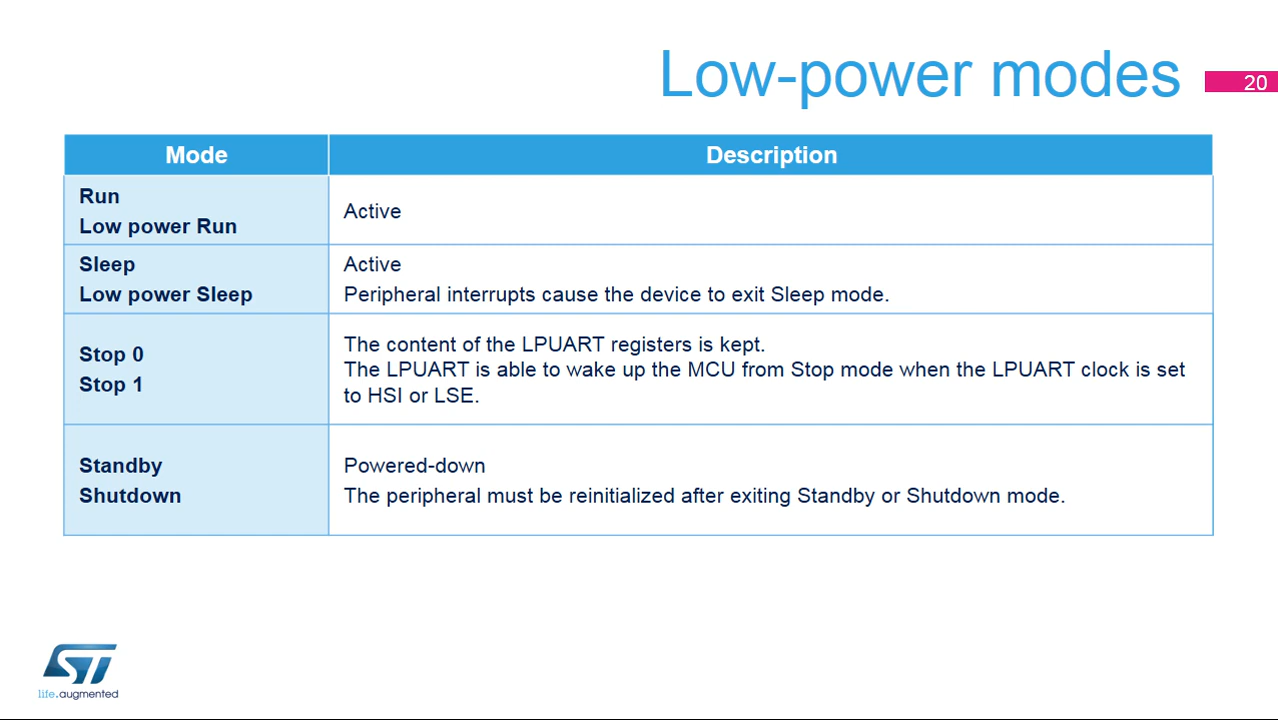 Low-power modes
20
Mode
Description
Run
Low power Run
Active
Sleep
Low power Sleep
Active
Peripheral interrupts cause the device to exit Sleep mode.
Stop 0
Stop 1
The content of the LPUART registers is kept.
The LPUART is able to wake up the MCU from Stop mode when the LPUART clock is set
to HSI or LSE.
Standby
Shutdown
Powered-down
The peripheral must be reinitialized after exiting Standby or Shutdown mode.
ST
life.augmented